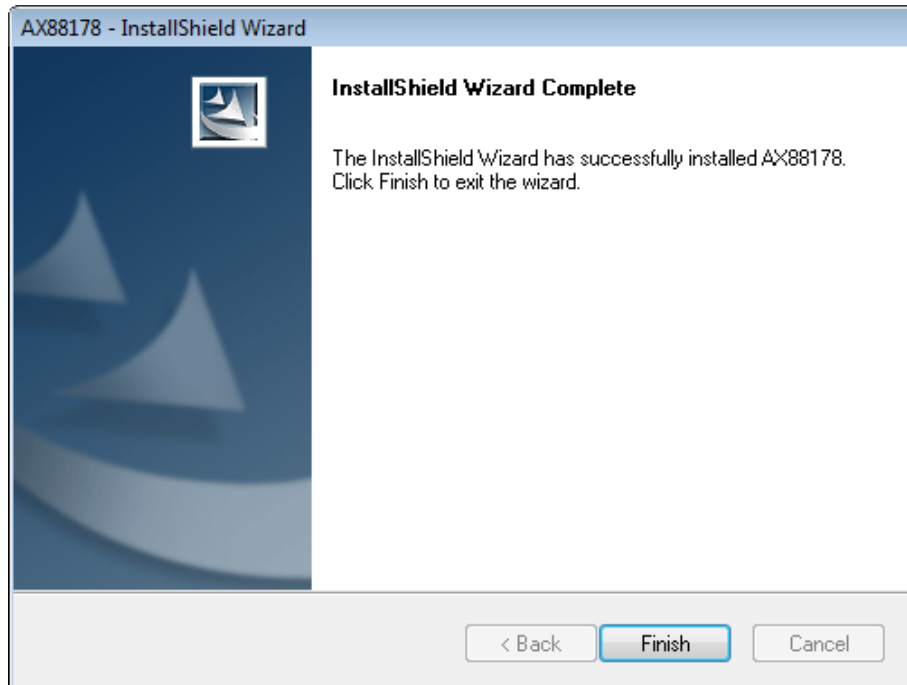 AX88178 - InstallShield Wizard
InstallShield Wizard Complete
The InstallShield Wizard has successfully installed AX88178.
Click Finish to exit the wizard.
< Back
Finish
Cancel